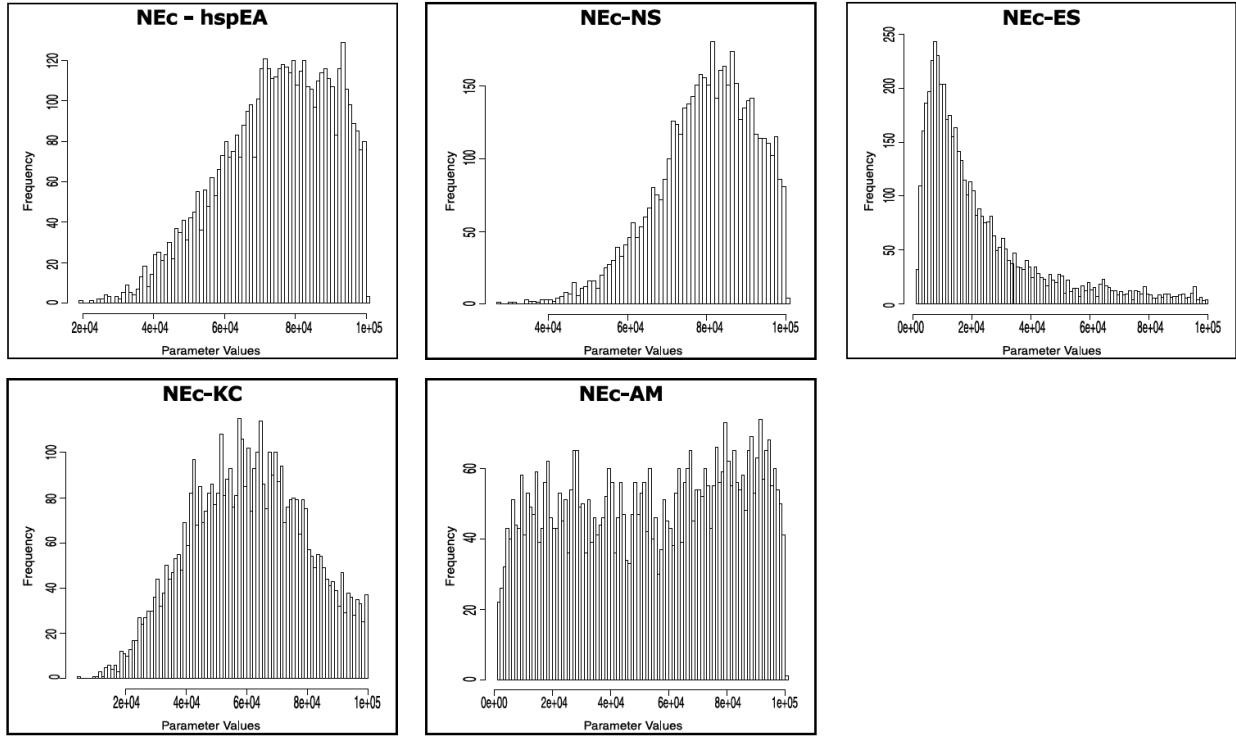 NEc - hspEA
Frequency
0 20 40 60 80 100 120
2e+04 4e+04 6e+04 8e+04 1e+05
Parameter Values
NEc-NS
Frequency
0 50 100 150
4e+04 6e+04 8e+04 1e+05
Parameter Values
NEc-ES
Frequency
0 50 100 150 200 250
0e+00 2e+04 4e+04 6e+04 8e+04 1e+05
Parameter Values
NEc-KC
Frequency
0 20 40 60 80 100
2e+04 4e+04 6e+04 8e+04 1e+05
Parameter Values
NEc-AM
Frequency
0 20 40 60
0e+00 2e+04 4e+04 6e+04 8e+04 1e+05
Parameter Values